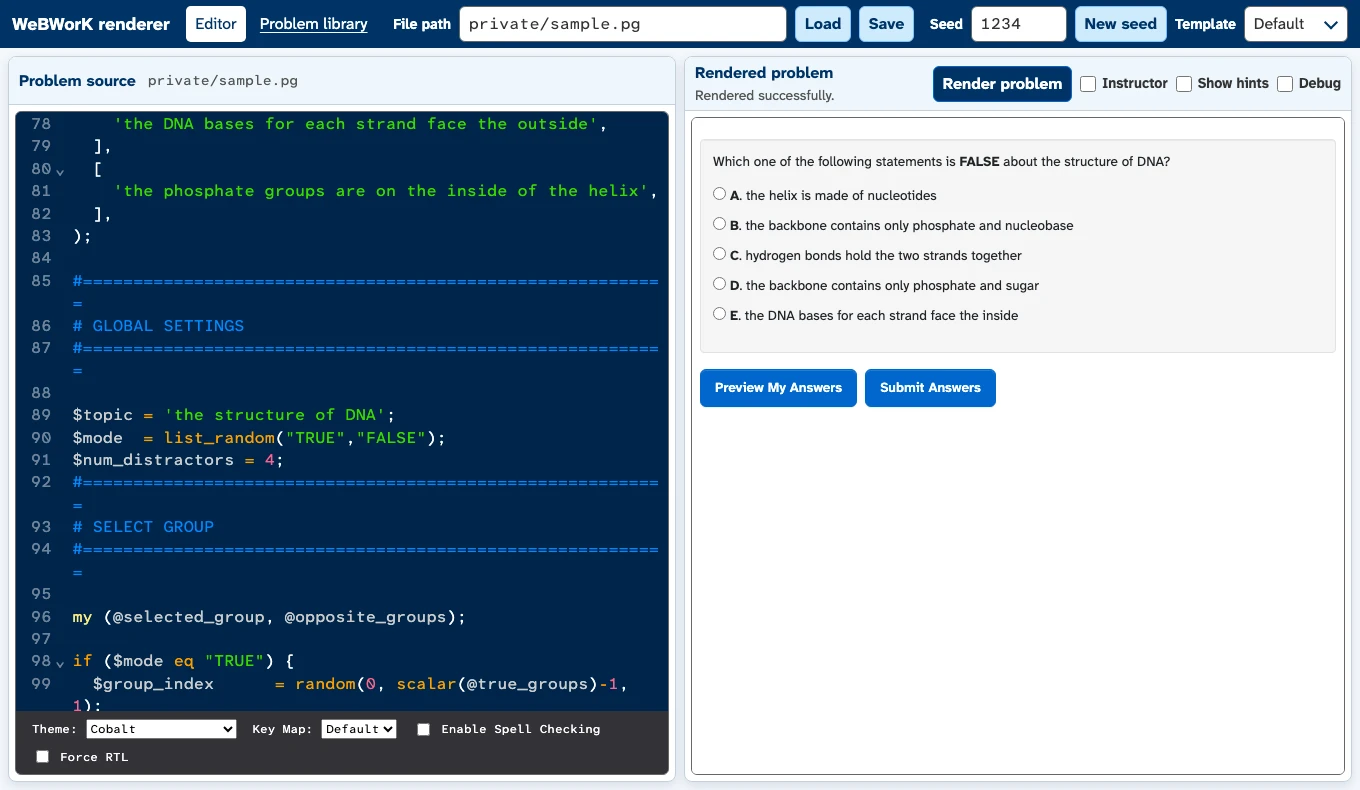 WeBWorK renderer Editor Problem library File path private/sample.pg Load Save Seed 1234 New seed Template Default
Problem source private/sample.pg
78 'the DNA bases for each strand face the outside',
79 ],
80 [
81 'the phosphate groups are on the inside of the helix',
82 ],
83 );
84
85 #=========================================================
=
86 # GLOBAL SETTINGS
87 #=========================================================
=
88
89 $topic = 'the structure of DNA';
90 $mode  = list_random("TRUE","FALSE");
91 $num_distractors = 4;
92 #=========================================================
=
93 # SELECT GROUP
94 #=========================================================
=
95
96 my (@selected_group, @opposite_groups);
97
98 if ($mode eq "TRUE") {
99 $group_index      = random(0, scalar(@true_groups)-1,
1);
Theme: Cobalt Key Map: Default Enable Spell Checking
Force RTL
Rendered problem
Rendered successfully.
Render problem Instructor Show hints Debug
Which one of the following statements is FALSE about the structure of DNA?
A. the helix is made of nucleotides
B. the backbone contains only phosphate and nucleobase
C. hydrogen bonds hold the two strands together
D. the backbone contains only phosphate and sugar
E. the DNA bases for each strand face the inside
Preview My Answers Submit Answers